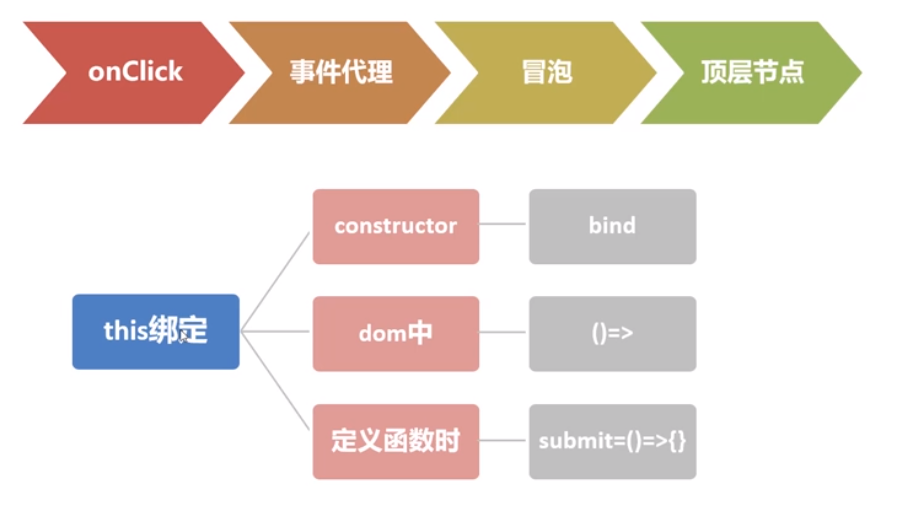 onClick
事件代理
冒泡
顶层节点
constructor
bind
this绑定
dom中
()=>
定义函数时
submit=()=>{}